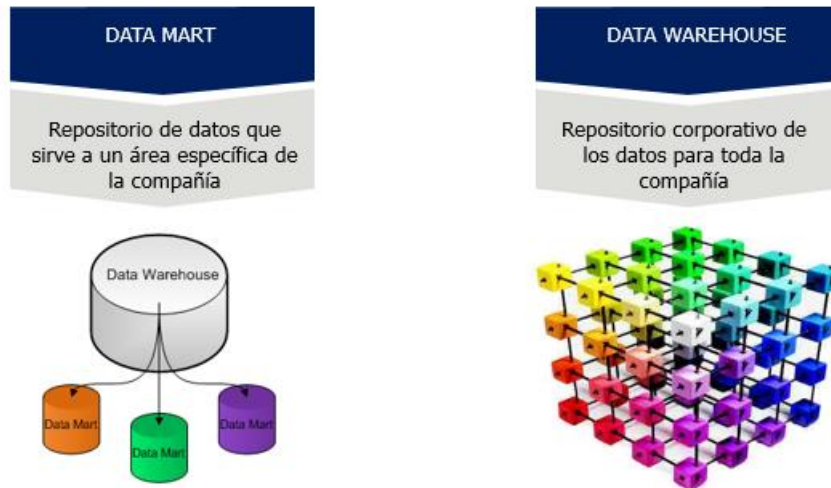 DATA MART
Repositorio de datos que
sirve a un área específica de
la compañía
Data Warehouse
Data Mart
Data Mart
Data Mart
DATA WAREHOUSE
Repositorio corporativo de
los datos para toda la
compañía